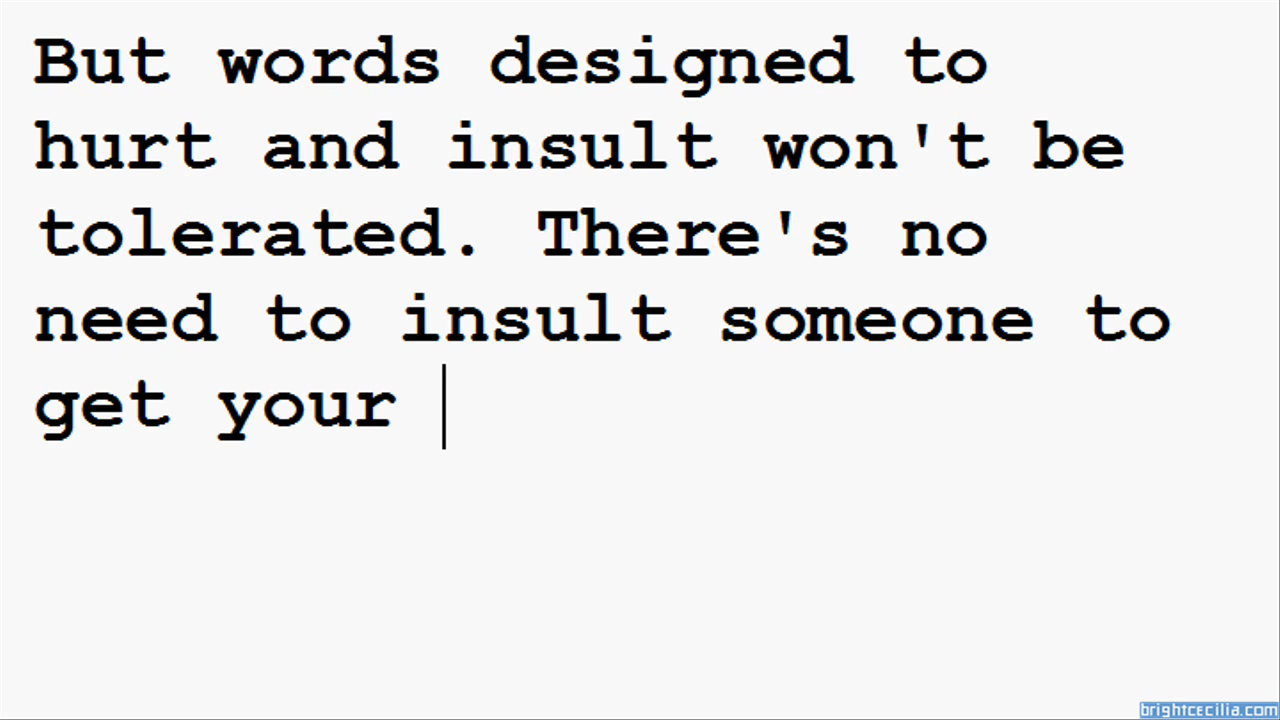 But words designed to
hurt and insult won't be
tolerated. There's no
need to insult someone to
get your
brightcecilia.com